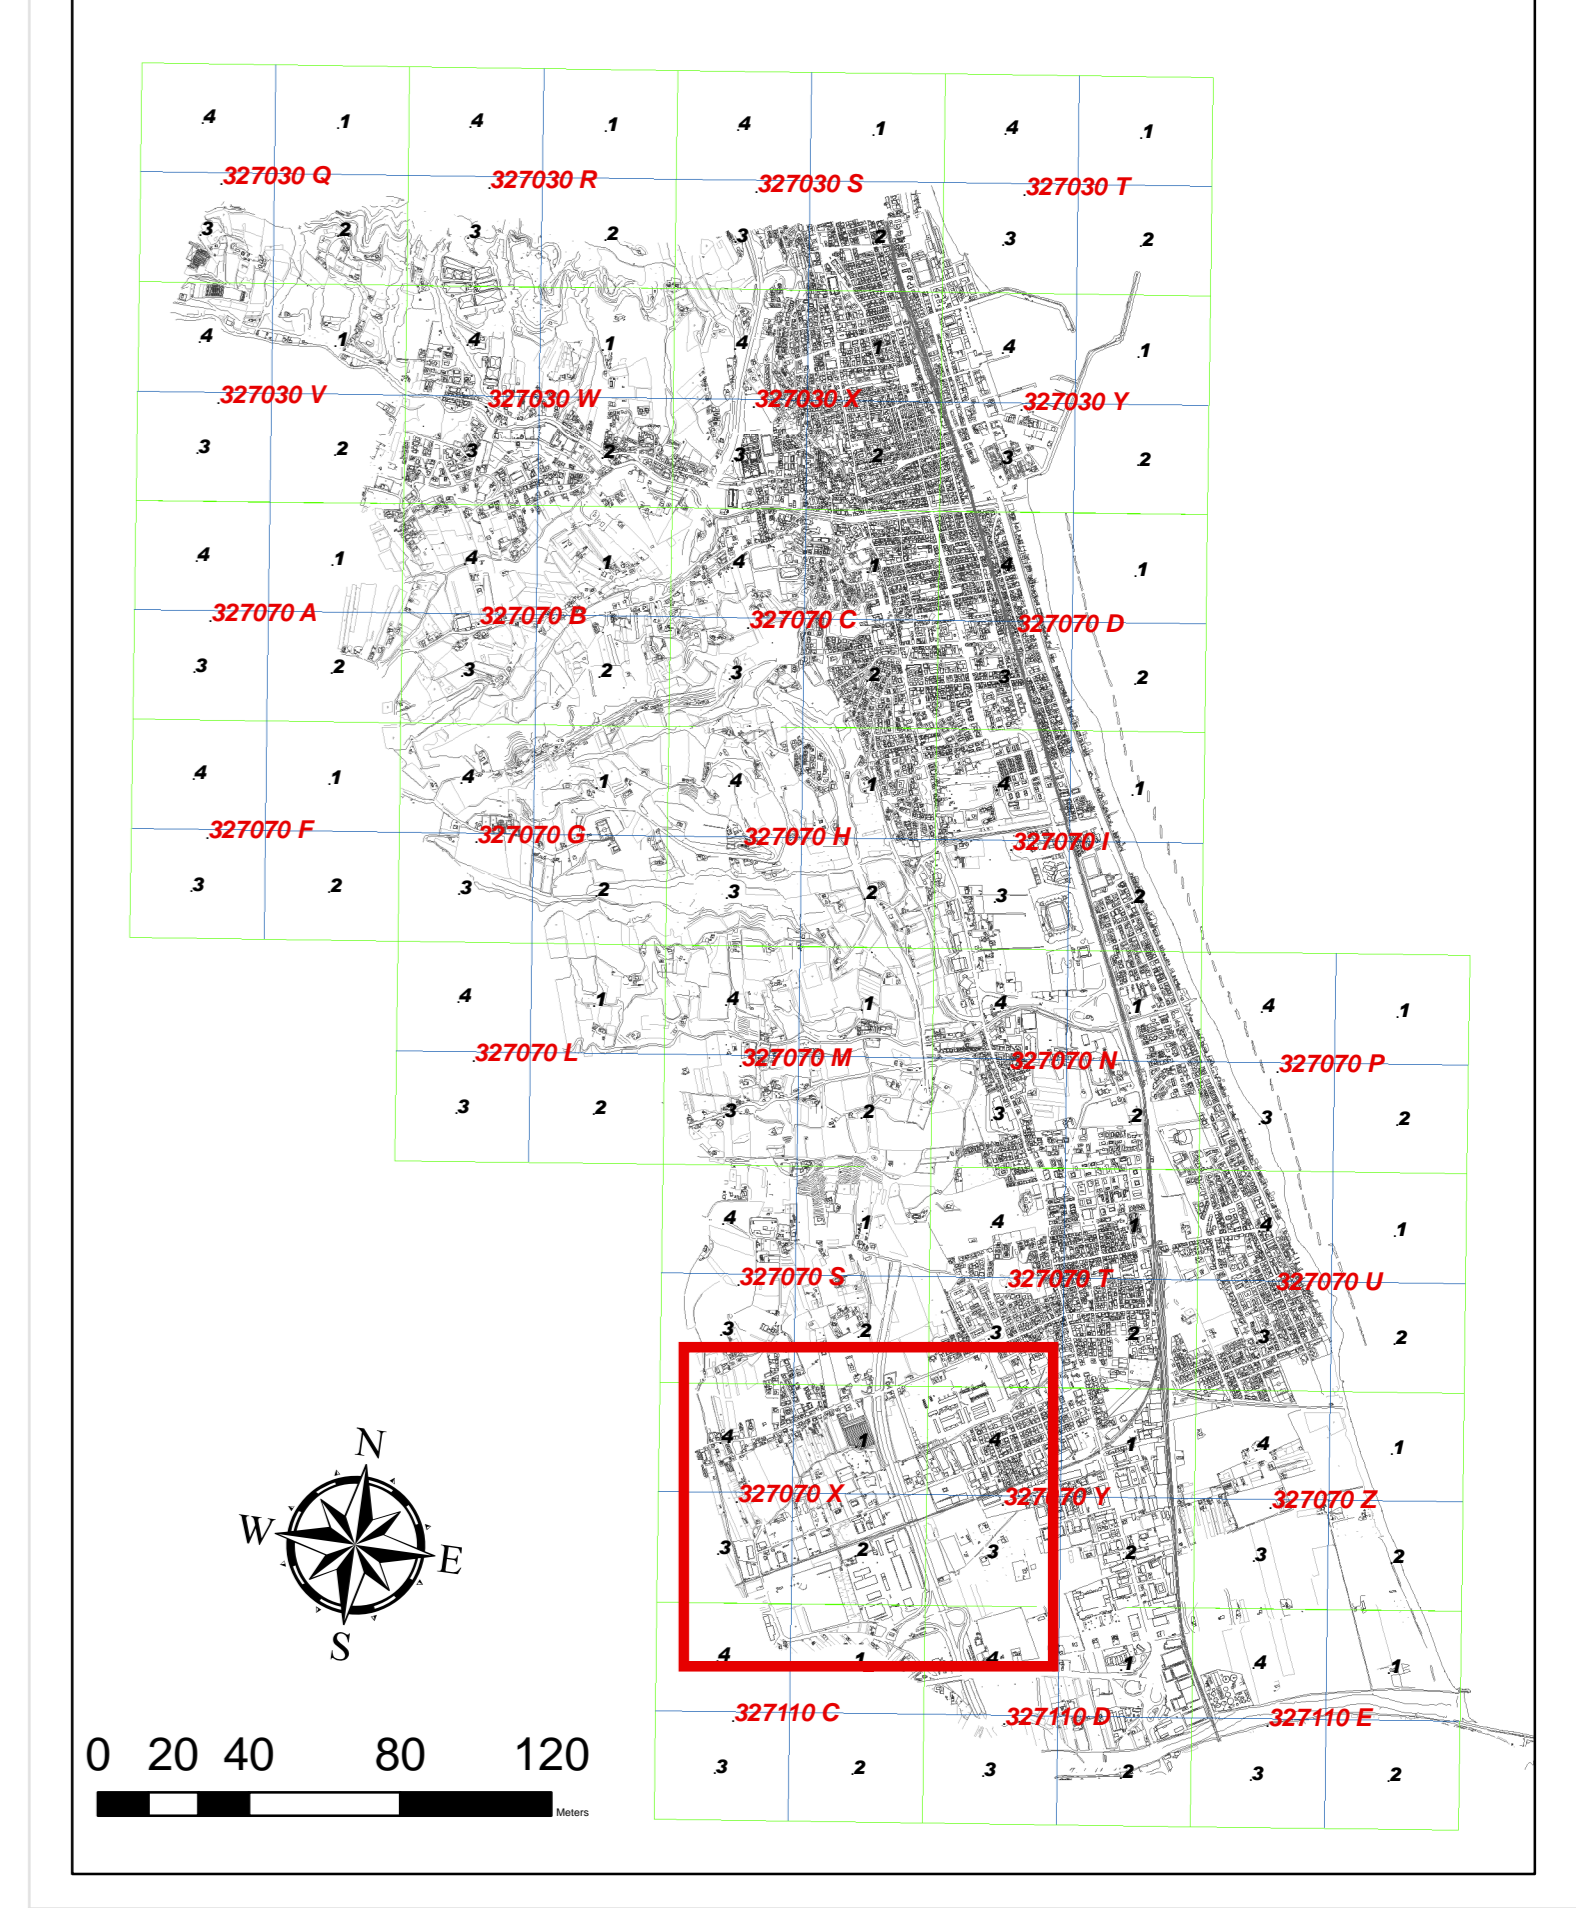 4 1 4 1 4 1 4 1
327030 Q 327030 R 327030 S 327030 T
3 2 3 2 3 2 3 2
4 1 4 1 4 1 4 1
327030 V 327030 W 327030 X 327030 Y
3 2 3 2 3 2 3 2
4 1 4 1 4 1 4 1
327070 A 327070 B 327070 C 327070 D
3 2 3 2 3 2 3 2
4 1 4 1 4 1 4 1
327070 F 327070 G 327070 H 327070 I
3 2 3 2 3 2 3 2
4 1 4 1 4 1 4 1
327070 L 327070 M 327070 N 327070 P
3 2 3 2 3 2 3 2
4 1 4 1 4 1
327070 S 327070 T 327070 U
3 2 3 2 3 2
4 1 4 1 4 1
327070 X 327070 Y 327070 Z
3 2 3 2 3 2
4 1 4 1 4 1
327110 C 327110 D 327110 E
3 2 3 2 3 2
N
W E
S
0 20 40 80 120
Meters